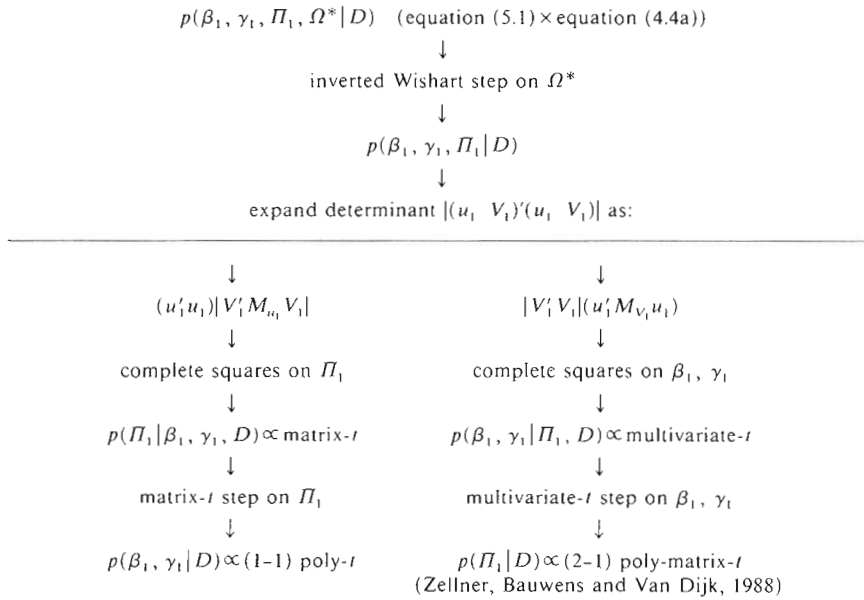 p(β₁, γ₁, Π₁, Ω*|D) (equation (5.1)×equation (4.4a))
↓
inverted Wishart step on Ω*
↓
p(β₁, γ₁, Π₁|D)
↓
expand determinant |(u₁ V₁)′(u₁ V₁)| as:
↓ ↓
(u₁′u₁)|V₁′M_{u₁}V₁| |V₁′V₁|(u₁′M_{V₁}u₁)
↓ ↓
complete squares on Π₁ complete squares on β₁, γ₁
↓ ↓
p(Π₁|β₁, γ₁, D)∝matrix-t p(β₁, γ₁|Π₁, D)∝multivariate-t
↓ ↓
matrix-t step on Π₁ multivariate-t step on β₁, γ₁
↓ ↓
p(β₁, γ₁|D)∝(1–1) poly-t p(Π₁|D)∝(2–1) poly-matrix-t
(Zellner, Bauwens and Van Dijk, 1988)